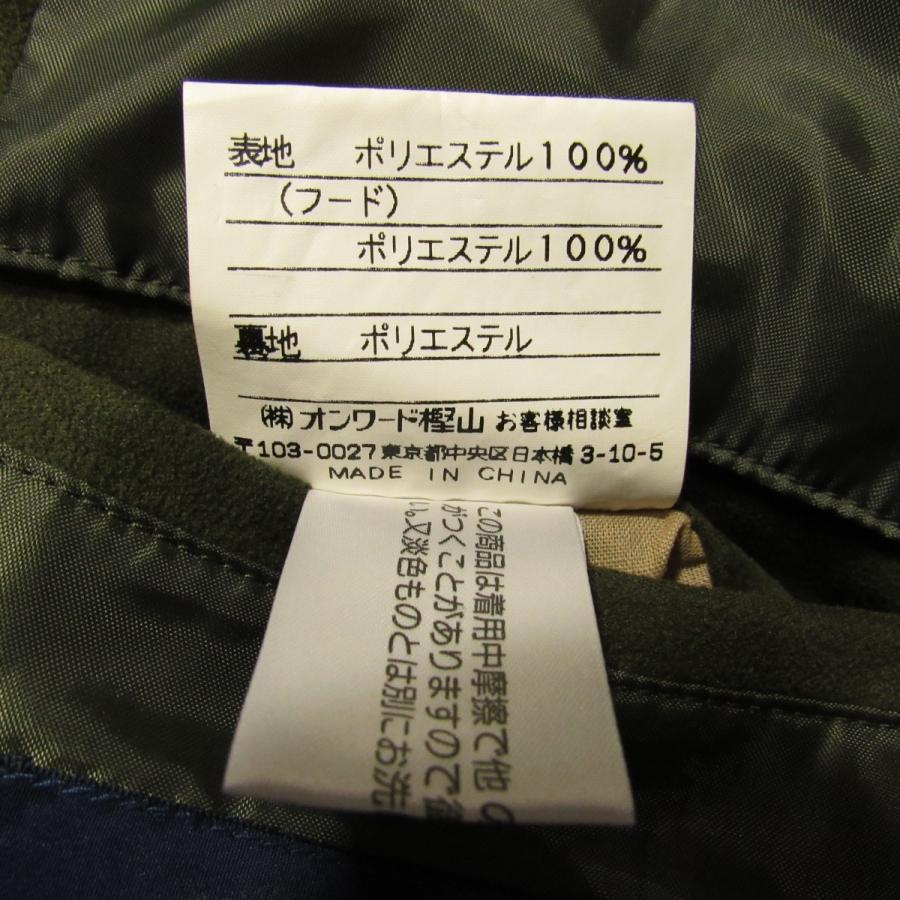 表地 ポリエステル100%
(フード)
ポリエステル100%
裏地 ポリエステル
(株)オンワード樫山 お客様相談室
〒103-0027 東京都中央区日本橋3-10-5
MADE IN CHINA
この商品は着用中摩擦で他の
がつくことがありますので
い。又淡色ものとは別にお洗